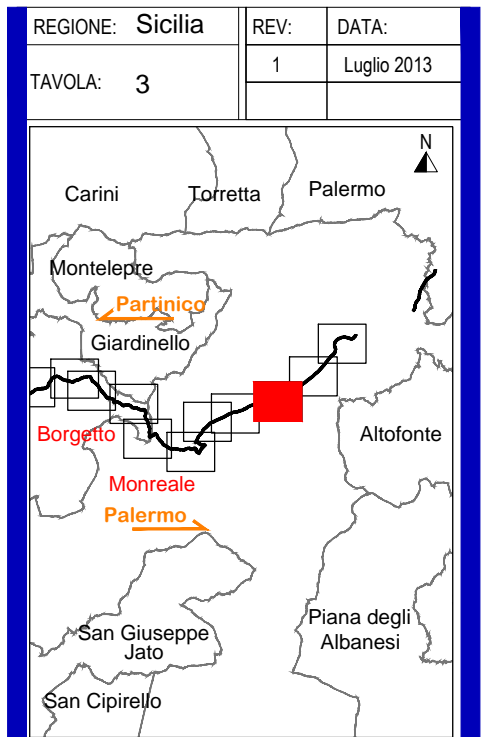 REGIONE: Sicilia
REV: DATA:
1 Luglio 2013
TAVOLA: 3
N
Carini Torretta Palermo
Montelepre
Partinico
Giardinello
Borgetto
Altofonte
Monreale
Palermo
Piana degli
Albanesi
San Giuseppe
Jato
San Cipirello